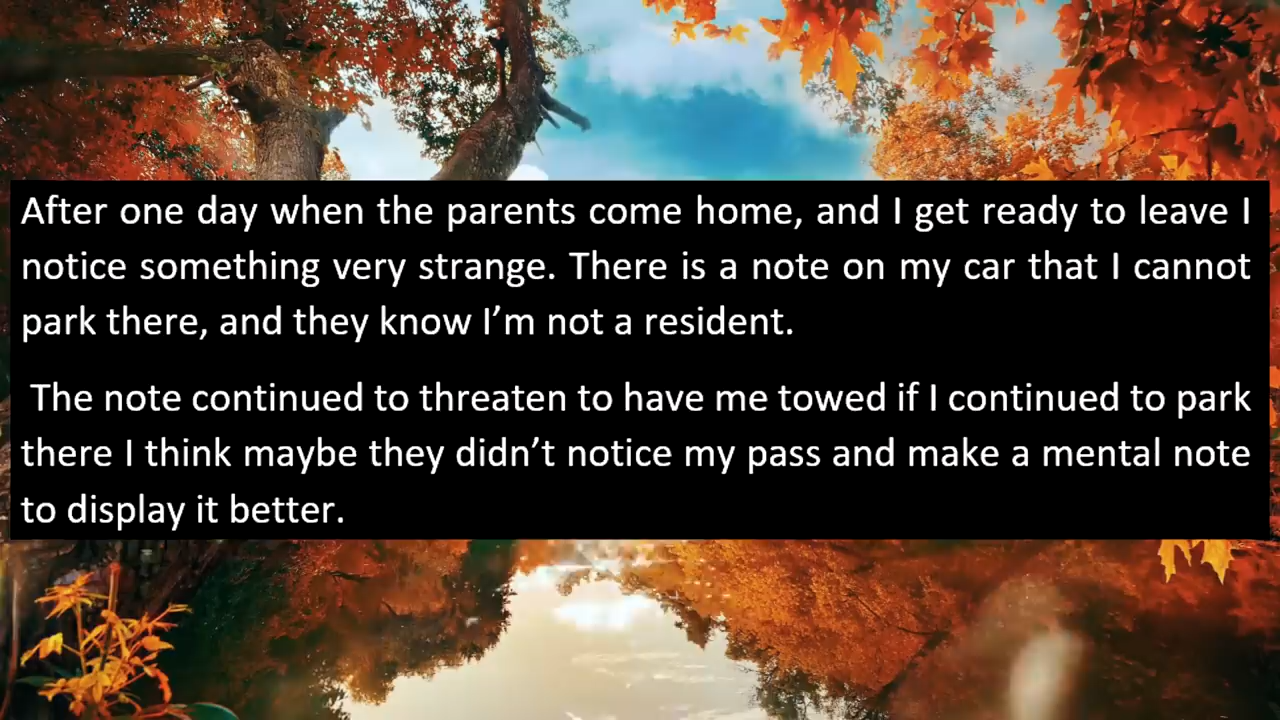 After one day when the parents come home, and I get ready to leave I
notice something very strange. There is a note on my car that I cannot
park there, and they know I’m not a resident.
The note continued to threaten to have me towed if I continued to park
there I think maybe they didn’t notice my pass and make a mental note
to display it better.